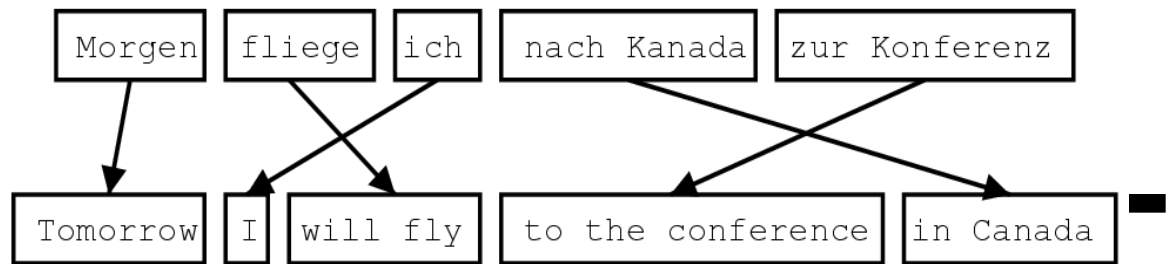 Morgen fliege ich nach Kanada zur Konferenz
Tomorrow I will fly to the conference in Canada